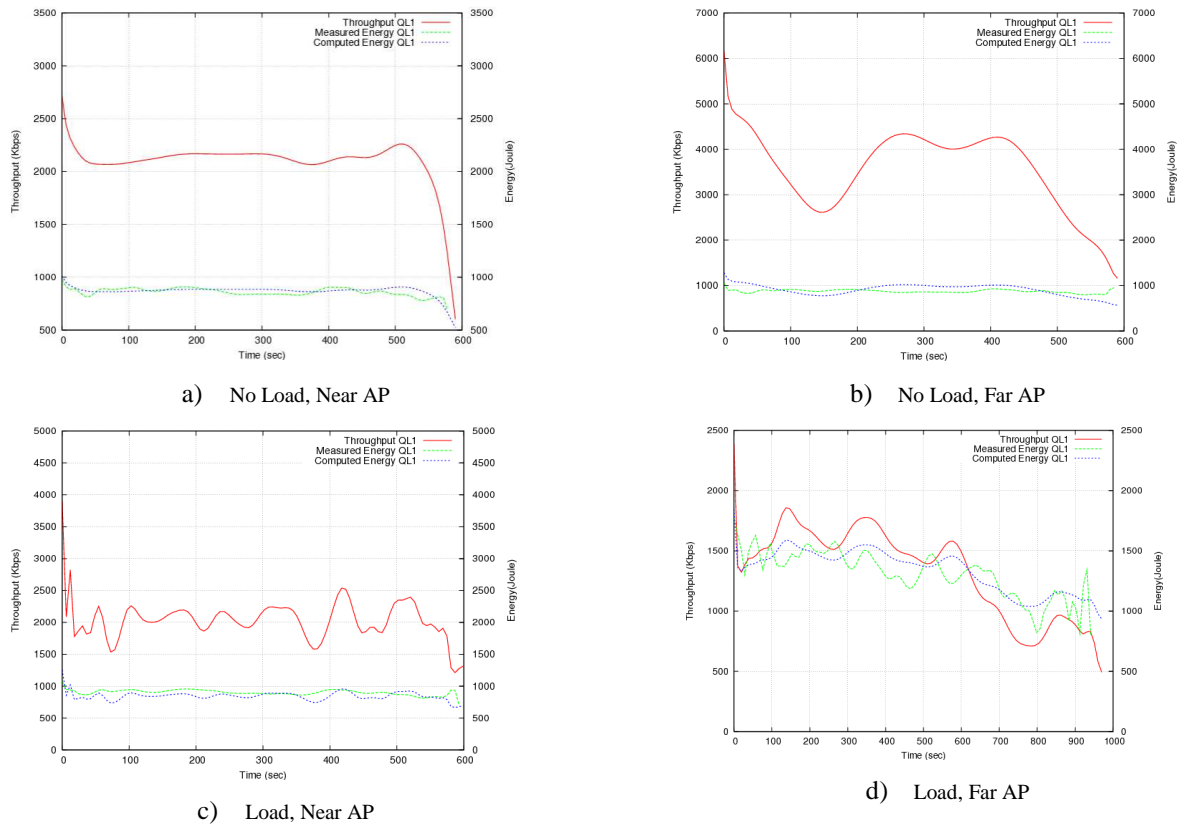 3500
3000
2500
2000
1500
1000
500
Throughput (Kbps)
3500
3000
2500
2000
1500
1000
500
Energy(Joule)
Throughput QL1
Measured Energy QL1
Computed Energy QL1
0 100 200 300 400 500 600
Time (sec)
a) No Load, Near AP
7000
6000
5000
4000
3000
2000
1000
0
Throughput (Kbps)
7000
6000
5000
4000
3000
2000
1000
0
Energy(Joule)
Throughput QL1
Measured Energy QL1
Computed Energy QL1
0 100 200 300 400 500 600
Time (sec)
b) No Load, Far AP
5000
4500
4000
3500
3000
2500
2000
1500
1000
500
0
Throughput (Kbps)
5000
4500
4000
3500
3000
2500
2000
1500
1000
500
0
Energy(Joule)
Throughput QL1
Measured Energy QL1
Computed Energy QL1
0 100 200 300 400 500 600
Time (sec)
c) Load, Near AP
2500
2000
1500
1000
500
0
Throughput (Kbps)
2500
2000
1500
1000
500
0
Energy(Joule)
Throughput QL1
Measured Energy QL1
Computed Energy QL1
0 100 200 300 400 500 600 700 800 900 1000
Time (sec)
d) Load, Far AP